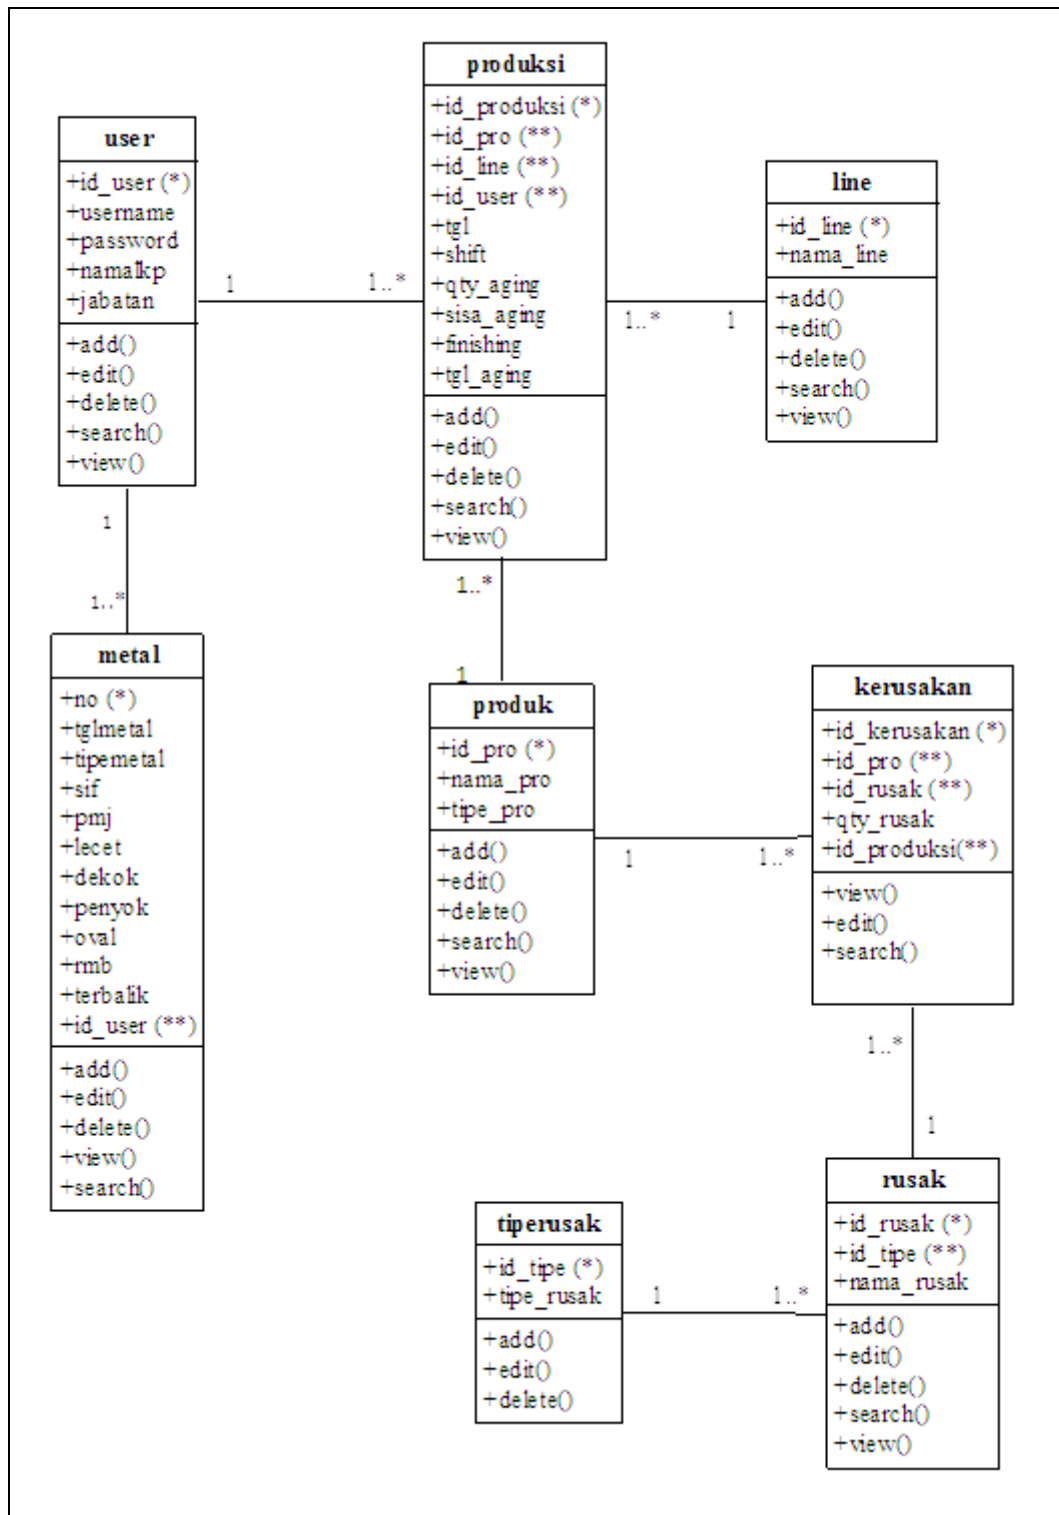 produksi
+id_produksi (*)
+id_pro (**)
+id_line (**)
+id_user (**)
+tgl
+shift
+qty_aging
+sisa_aging
+finishing
+tgl_aging
+add()
+edit()
+delete()
+search()
+view()
user
+id_user (*)
+username
+password
+namalkp
+jabatan
+add()
+edit()
+delete()
+search()
+view()
1
1..*
line
+id_line (*)
+nama_line
+add()
+edit()
+delete()
+search()
+view()
1..*
1
1
1..*
metal
+no (*)
+tglmetal
+tipemetal
+sif
+pmj
+lecet
+dekok
+penyok
+oval
+rmb
+terbalik
+id_user (**)
+add()
+edit()
+delete()
+view()
+search()
1..*
1
produk
+id_pro (*)
+nama_pro
+tipe_pro
+add()
+edit()
+delete()
+search()
+view()
1
1..*
kerusakan
+id_kerusakan (*)
+id_pro (**)
+id_rusak (**)
+qty_rusak
+id_produksi(**)
+view()
+edit()
+search()
1..*
1
tiperusak
+id_tipe (*)
+tipe_rusak
+add()
+edit()
+delete()
1
1..*
rusak
+id_rusak (*)
+id_tipe (**)
+nama_rusak
+add()
+edit()
+delete()
+search()
+view()